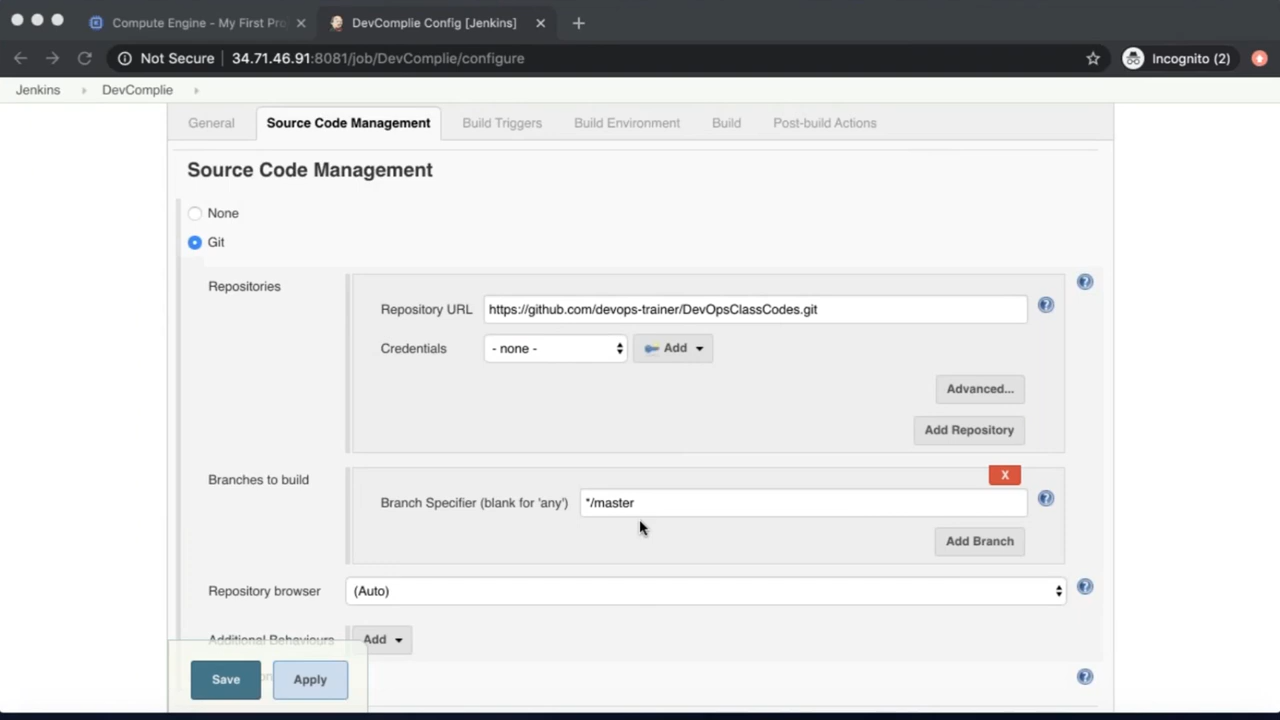 Compute Engine - My First Pro
DevComplie Config [Jenkins]
Not Secure 34.71.46.91:8081/job/DevComplie/configure Incognito (2)
Jenkins DevComplie
General Source Code Management Build Triggers Build Environment Build Post-build Actions
Source Code Management
None
Git
Repositories
Repository URL https://github.com/devops-trainer/DevOpsClassCodes.git
Credentials - none - Add
Advanced...
Add Repository
X
Branches to build
Branch Specifier (blank for 'any') */master
Add Branch
Repository browser (Auto)
Additional Behaviours Add
Save Apply